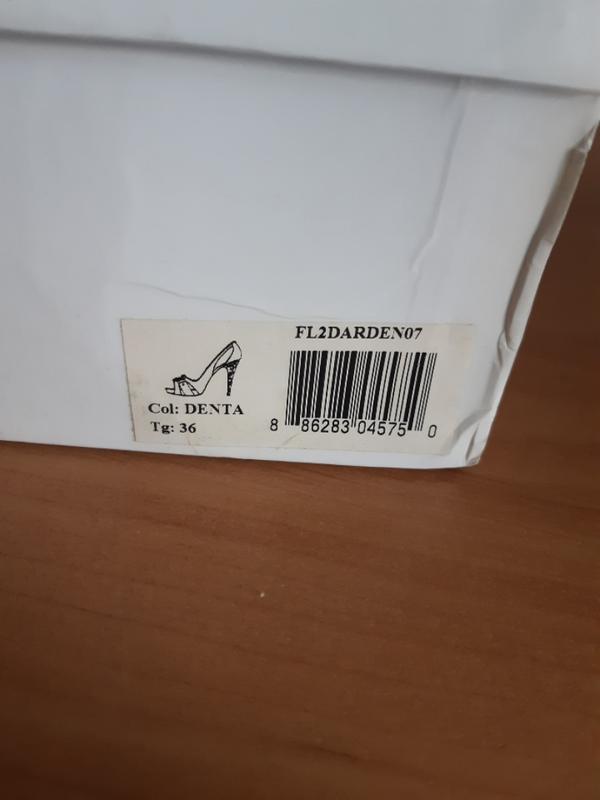 FL2DARDEN07
Col: DENTA
Tg: 36
8 86283 04575 0